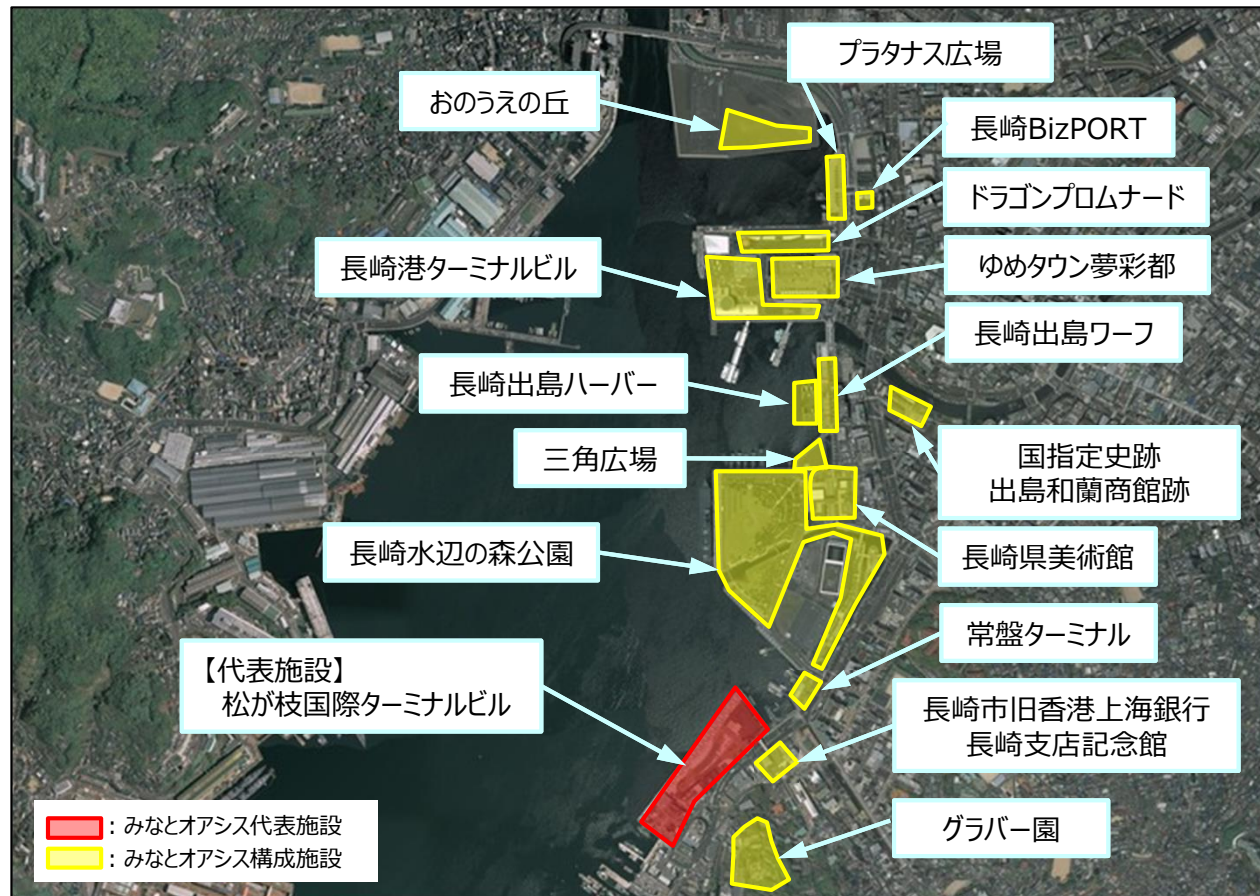 プラタナス広場
おのうえの丘
長崎BizPORT
ドラゴンプロムナード
長崎港ターミナルビル
ゆめタウン夢彩都
長崎出島ワーフ
長崎出島ハーバー
三角広場
国指定史跡
出島和蘭商館跡
長崎水辺の森公園
長崎県美術館
常盤ターミナル
【代表施設】
松が枝国際ターミナルビル
長崎市旧香港上海銀行
長崎支店記念館
グラバー園
：みなとオアシス代表施設
：みなとオアシス構成施設